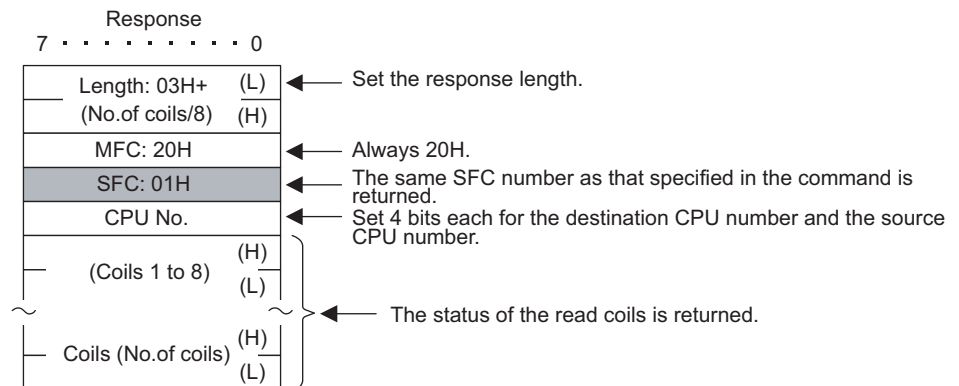 Response
7 · · · · · · · · · 0
Length: 03H+ (L)
(No.of coils/8) (H)
Set the response length.
MFC: 20H
Always 20H.
SFC: 01H
The same SFC number as that specified in the command is
returned.
CPU No.
Set 4 bits each for the destination CPU number and the source
CPU number.
(H)
(Coils 1 to 8)
(L)
The status of the read coils is returned.
(H)
Coils (No.of coils)
(L)